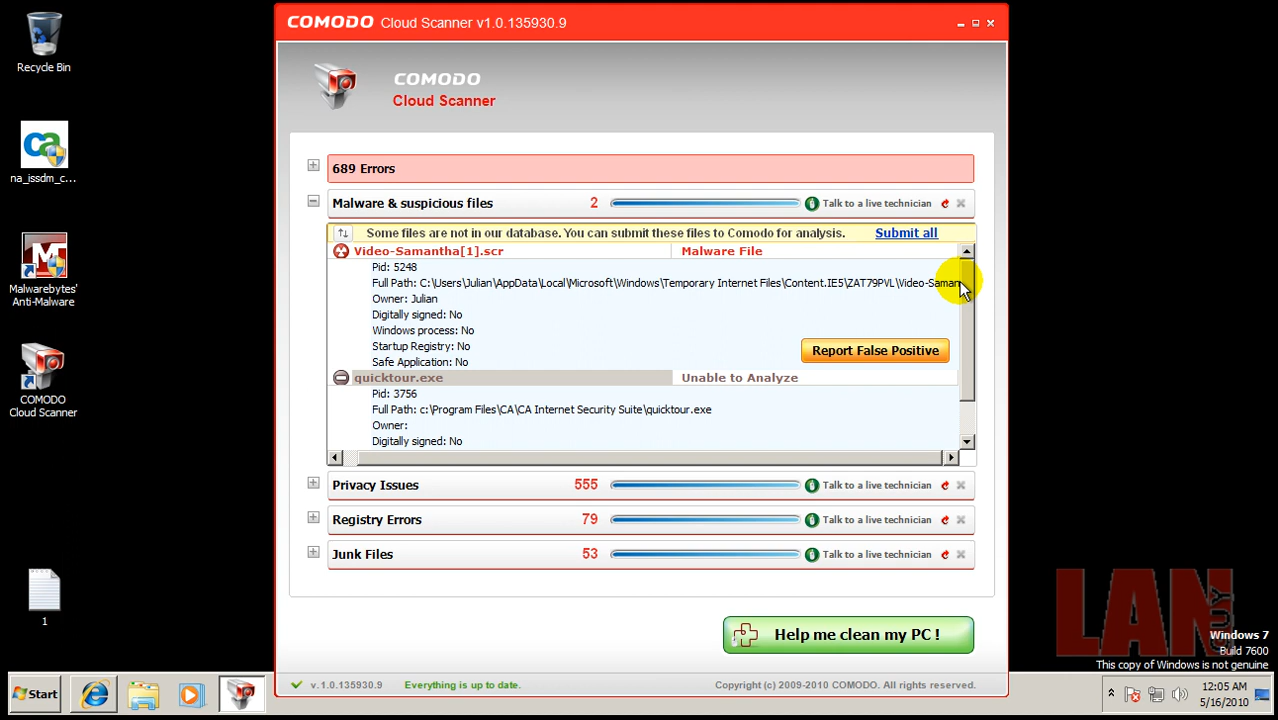 COMODO Cloud Scanner v1.0.135930.9
Recycle Bin
na_issdm_c...
Malwarebytes'
Anti-Malware
COMODO
Cloud Scanner
1
COMODO
Cloud Scanner
689 Errors
Malware & suspicious files 2 Talk to a live technician
Some files are not in our database. You can submit these files to Comodo for analysis. Submit all
Video-Samantha[1].scr Malware File
Pid: 5248
Full Path: C:\Users\Julian\AppData\Local\Microsoft\Windows\Temporary Internet Files\Content.IE5\ZAT79PVL\Video-Saman
Owner: Julian
Digitally signed: No
Windows process: No
Startup Registry: No
Safe Application: No
Report False Positive
quicktour.exe Unable to Analyze
Pid: 3756
Full Path: c:\Program Files\CA\CA Internet Security Suite\quicktour.exe
Owner:
Digitally signed: No
Privacy Issues 555 Talk to a live technician
Registry Errors 79 Talk to a live technician
Junk Files 53 Talk to a live technician
Help me clean my PC !
v.1.0.135930.9 Everything is up to date. Copyright (c) 2009-2010 COMODO. All rights reserved.
LAN GUY
Windows 7
Build 7600
This copy of Windows is not genuine
Start
12:05 AM
5/16/2010